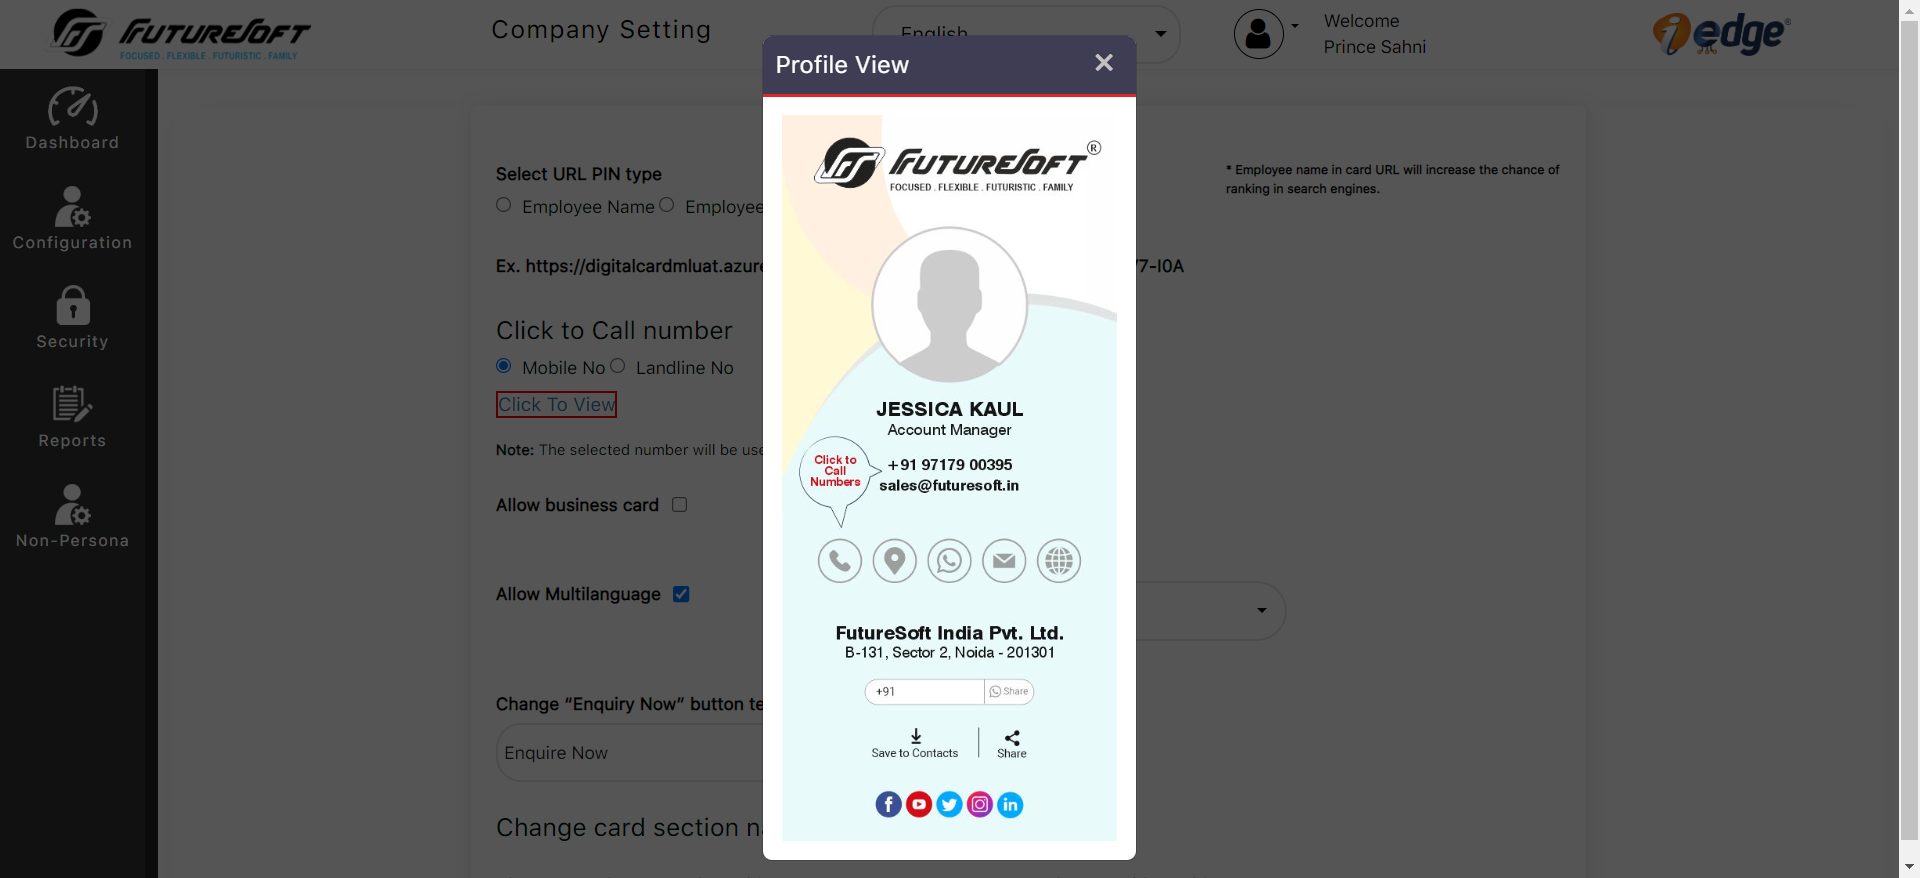 FUTURESOFT
FOCUSED . FLEXIBLE . FUTURISTIC . FAMILY
Company Setting
English
Welcome
Prince Sahni
iedge®
Dashboard
Configuration
Security
Reports
Non-Persona
Select URL PIN type
Employee Name
Employee
* Employee name in card URL will increase the chance of
ranking in search engines.
Ex. https://digitalcardmluat.azure
7-I0A
Click to Call number
Mobile No
Landline No
Click To View
Note: The selected number will be use
Allow business card
Allow Multilanguage
Change “Enquiry Now” button te
Enquire Now
Change card section n
Profile View
FUTURESOFT ®
FOCUSED . FLEXIBLE . FUTURISTIC . FAMILY
JESSICA KAUL
Account Manager
Click to
Call
Numbers
+91 97179 00395
sales@futuresoft.in
FutureSoft India Pvt. Ltd.
B-131, Sector 2, Noida - 201301
+91
Share
Save to Contacts
Share